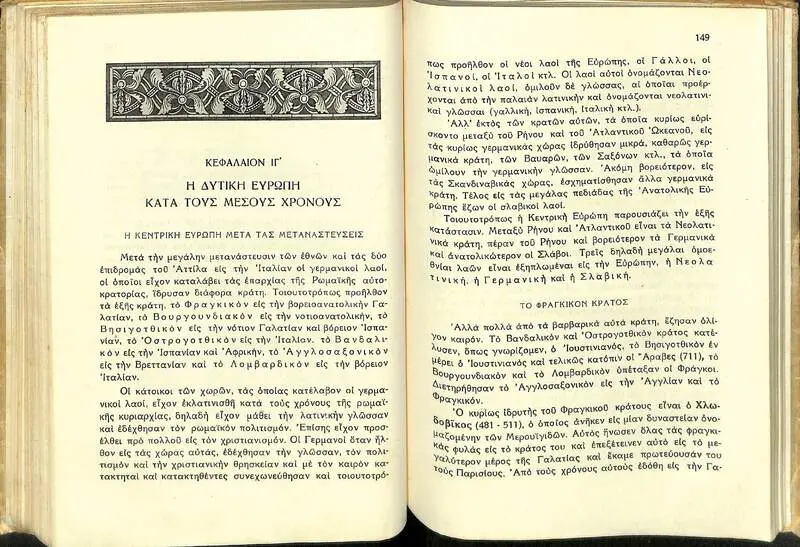 ΚΕΦΑΛΑΙΟΝ ΙΓ΄
Η ΔΥΤΙΚΗ ΕΥΡΩΠΗ
ΚΑΤΑ ΤΟΥΣ ΜΕΣΟΥΣ ΧΡΟΝΟΥΣ
Η ΚΕΝΤΡΙΚΗ ΕΥΡΩΠΗ ΜΕΤΑ ΤΑΣ ΜΕΤΑΝΑΣΤΕΥΣΕΙΣ
Μετὰ τὴν μεγάλην μετανάστευσιν τῶν ἐθνῶν καὶ τὰς δύο
ἐπιδρομὰς τοῦ Ἀττίλα εἰς τὴν Ἰταλίαν οἱ γερμανικοὶ λαοί,
οἱ ὁποῖοι εἶχον καταλάβει τὰς ἐπαρχίας τῆς Ρωμαϊκῆς αὐτο-
κρατορίας, ἵδρυσαν διάφορα κράτη. Τοιουτοτρόπως προῆλθον
τὰ ἑξῆς κράτη. τὸ Φραγκικὸν εἰς τὴν βορειοανατολικὴν Γα-
λατίαν, τὸ Βουργουνδιακὸν εἰς τὴν νοτιοανατολικήν, τὸ
Βησιγοτθικὸν εἰς τὴν νότιον Γαλατίαν καὶ βόρειον Ἱσπα-
νίαν, τὸ Ὀστρογοτθικὸν εἰς τὴν Ἰταλίαν. Τὸ Βανδαλι-
κὸν εἰς τὴν Ἱσπανίαν καὶ Ἀφρικήν, τὸ Ἀγγλοσαξονικὸν
εἰς τὴν Βρεττανίαν καὶ τὸ Λομβαρδικὸν εἰς τὴν βόρειον
Ἰταλίαν.
Οἱ κάτοικοι τῶν χωρῶν, τὰς ὁποίας κατέλαβον οἱ γερμα-
νικοὶ λαοί, εἶχον ἐκλατινισθῆ κατὰ τοὺς χρόνους τῆς ρωμαϊ-
κῆς κυριαρχίας, δηλαδὴ εἶχον μάθει τὴν λατινικὴν γλῶσσαν
καὶ ἐδέχθησαν τὸν ρωμαϊκὸν πολιτισμόν. Ἐπίσης εἶχον προσ-
έλθει πρὸ πολλοῦ εἰς τὸν χριστιανισμόν. Οἱ Γερμανοὶ ὅταν ἦλ-
θον εἰς τὰς χώρας αὐτάς, ἐδέχθησαν τὴν γλῶσσαν, τὸν πολι-
τισμὸν καὶ τὴν χριστιανικὴν θρησκείαν καὶ μὲ τὸν καιρὸν κα-
τακτηταὶ καὶ κατακτηθέντες συνεχωνεύθησαν καὶ τοιουτοτρό-
149
πως προῆλθον οἱ νέοι λαοὶ τῆς Εὐρώπης, οἱ Γάλλοι, οἱ
Ἱσπανοί, οἱ Ἰταλοὶ κτλ. Οἱ λαοὶ αὐτοὶ ὀνομάζονται Νεο-
λατινικοὶ λαοί, ὁμιλοῦν δὲ γλώσσας, αἱ ὁποῖαι προέρ-
χονται ἀπὸ τὴν παλαιὰν λατινικὴν καὶ ὀνομάζονται νεολατινι-
καὶ γλῶσσαι (γαλλική, ἱσπανική, ἰταλικὴ κτλ.).
Ἀλλ' ἐκτὸς τῶν κρατῶν αὐτῶν, τὰ ὁποῖα κυρίως εὑρί-
σκοντο μεταξὺ τοῦ Ρήνου καὶ τοῦ Ἀτλαντικοῦ Ὠκεανοῦ, εἰς
τὰς κυρίως γερμανικὰς χώρας ἱδρύθησαν μικρά, καθαρῶς γερ-
μανικὰ κράτη, τῶν Βαυαρῶν, τῶν Σαξόνων κτλ., τὰ ὁποῖα
ὡμίλουν τὴν γερμανικὴν γλῶσσαν. Ἀκόμη βορειότερον, εἰς
τὰς Σκανδιναβικὰς χώρας, ἐσχηματίσθησαν ἄλλα γερμανικὰ
κράτη. Τέλος εἰς τὰς μεγάλας πεδιάδας τῆς Ἀνατολικῆς Εὐ-
ρώπης ἔζων οἱ σλαβικοὶ λαοί.
Τοιουτοτρόπως ἡ Κεντρικὴ Εὐρώπη παρουσιάζει τὴν ἑξῆς
κατάστασιν. Μεταξὺ Ρήνου καὶ Ἀτλαντικοῦ εἶναι τὰ Νεολατι-
νικὰ κράτη, πέραν τοῦ Ρήνου καὶ βορειότερον τὰ Γερμανικὰ
καὶ ἀνατολικώτερον οἱ Σλάβοι. Τρεῖς δηλαδὴ μεγάλαι ὁμοε-
θνίαι λαῶν εἶναι ἐξηπλωμέναι εἰς τὴν Εὐρώπην, ἡ Νεολα
τινική, ἡ Γερμανικὴ καὶ ἡ Σλαβική.
ΤΟ ΦΡΑΓΚΙΚΟΝ ΚΡΑΤΟΣ
Ἀλλὰ πολλὰ ἀπὸ τὰ βαρβαρικὰ αὐτὰ κράτη, ἔζησαν ὀλί-
γον καιρόν. Τὸ Βανδαλικὸν καὶ Ὀστρογοτθικὸν κράτος κατέ-
λυσεν, ὅπως γνωρίζομεν, ὁ Ἰουστινιανός, τὸ Βησιγοτθικὸν ἐν
μέρει ὁ Ἰουστινιανὸς καὶ τελικῶς κατόπιν οἱ Ἄραβες (711), τὸ
Βουργουνδιακὸν καὶ τὸ Λομβαρδικὸν ὑπέταξαν οἱ Φράγκοι.
Διετηρήθησαν τὸ Ἀγγλοσαξονικὸν εἰς τὴν Ἀγγλίαν καὶ τὸ
Φραγκικόν.
Ὁ κυρίως ἱδρυτὴς τοῦ Φραγκικοῦ κράτους εἶναι ὁ Χλω-
δοβῖκος (481 - 511), ὁ ὁποῖος ἀνήκει εἰς μίαν δυναστείαν ὀνο-
μαζομένην τῶν Μερουϊγιδῶν. Αὐτὸς ἥνωσεν ὅλας τὰς φραγκι-
κὰς φυλὰς εἰς τὸ κράτος του καὶ ἐπεξέτεινεν αὐτὸ εἰς τὸ με-
γαλύτερον μέρος τῆς Γαλατίας καὶ ἔκαμε πρωτεύουσάν του
τοὺς Παρισίους. Ἀπὸ τοὺς χρόνους αὐτοὺς ἐδόθη εἰς τὴν Γα-